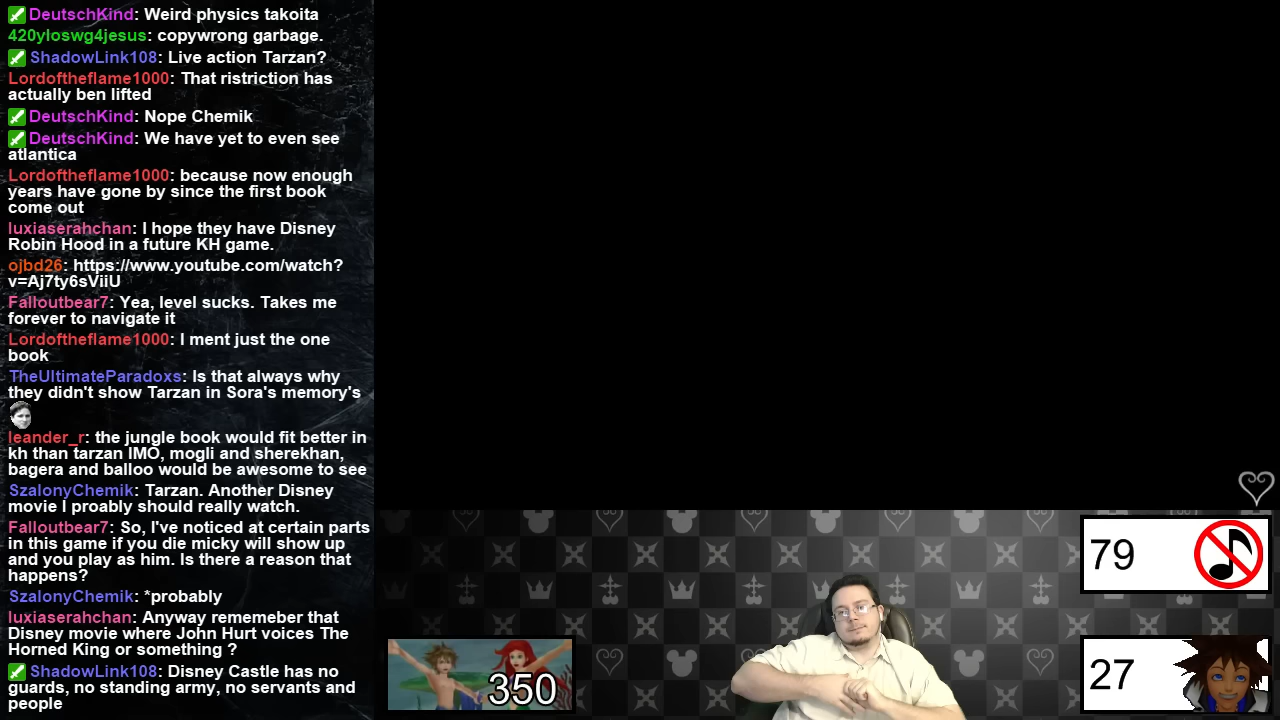 DeutschKind: Weird physics takoita
420yloswg4jesus: copywrong garbage.
ShadowLink108: Live action Tarzan?
Lordoftheflame1000: That ristriction has
actually ben lifted
DeutschKind: Nope Chemik
DeutschKind: We have yet to even see
atlantica
Lordoftheflame1000: because now enough
years have gone by since the first book
come out
luxiaserahchan: I hope they have Disney
Robin Hood in a future KH game.
ojbd26: https://www.youtube.com/watch?
v=Aj7ty6sViiU
Falloutbear7: Yea, level sucks. Takes me
forever to navigate it
Lordoftheflame1000: I ment just the one
book
TheUltimateParadoxs: Is that always why
they didn't show Tarzan in Sora's memory's
leander_r: the jungle book would fit better in
kh than tarzan IMO, mogli and sherekhan,
bagera and balloo would be awesome to see
SzalonyChemik: Tarzan. Another Disney
movie I proably should really watch.
Falloutbear7: So, I've noticed at certain parts
in this game if you die micky will show up
and you play as him. Is there a reason that
happens?
SzalonyChemik: *probably
luxiaserahchan: Anyway rememeber that
Disney movie where John Hurt voices The
Horned King or something ?
ShadowLink108: Disney Castle has no
guards, no standing army, no servants and
people
350
79
27